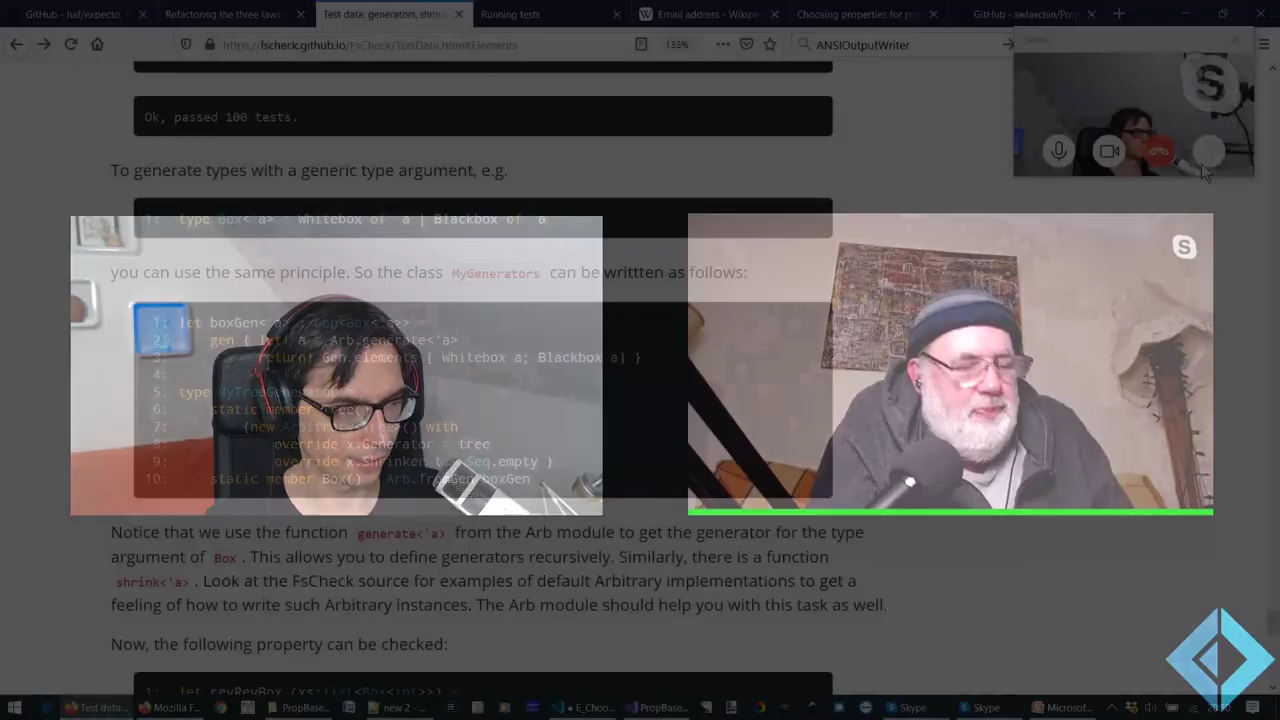 GitHub - haf/expecto:
Refactoring the three laws
Test data: generators, shrink
Running tests
Email address - Wikipe
Choosing properties for
GitHub - swlaschin/Prop
https://fscheck.github.io/FsCheck/TestData.html#Elements
133%
ANSIOutputWriter
Ok, passed 100 tests.
To generate types with a generic type argument, e.g.
1: type Box<'a> = Whitebox of 'a | Blackbox of 'a
you can use the same principle. So the class MyGenerators can be writtten as follows:
1: let boxGen<'a> : Gen<Box<'a>> =
2: gen { let! a = Arb.generate<'a>
3: return! Gen.elements [ Whitebox a; Blackbox a] }
4:
5: type MyTreeGenerator =
6: static member Tree() =
7: {new Arbitrary<Tree>() with
8: override x.Generator = tree
9: override x.Shrinker t = Seq.empty }
10: static member Box() = Arb.fromGen boxGen
Notice that we use the function generate<'a> from the Arb module to get the generator for the type
argument of Box . This allows you to define generators recursively. Similarly, there is a function
shrink<'a> . Look at the FsCheck source for examples of default Arbitrary implementations to get a
feeling of how to write such Arbitrary instances. The Arb module should help you with this task as well.
Now, the following property can be checked:
1: let revRevBox (xs:list<Box<int>>) =
Test data...
Mozilla F...
PropBase...
new 2 -
E_Choo...
PropBase...
Skype
Skype
Microsof...